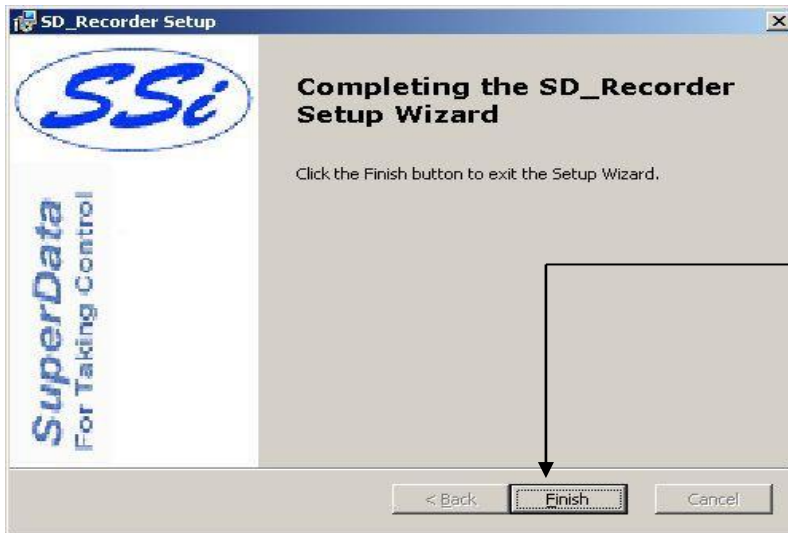 SD_Recorder Setup
SSi
SuperData
For Taking Control
Completing the SD_Recorder
Setup Wizard
Click the Finish button to exit the Setup Wizard.
< Back
Finish
Cancel